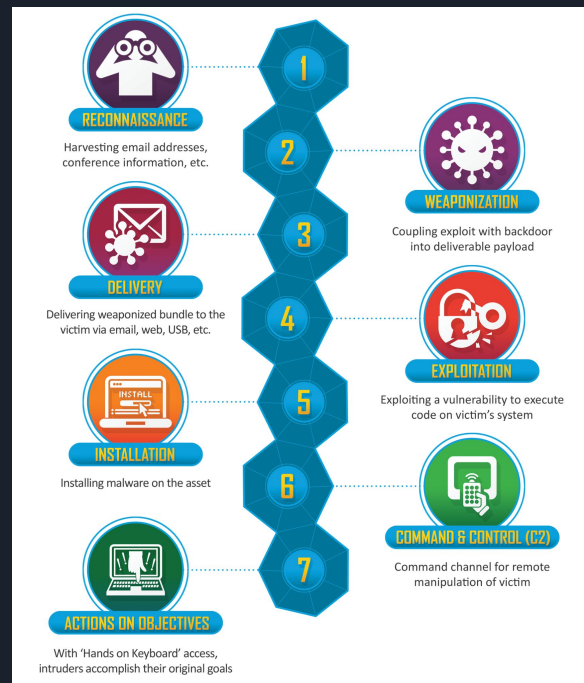 1
RECONNAISSANCE
Harvesting email addresses,
conference information, etc.
2
WEAPONIZATION
Coupling exploit with backdoor
into deliverable payload
3
DELIVERY
Delivering weaponized bundle to the
victim via email, web, USB, etc.
4
EXPLOITATION
Exploiting a vulnerability to execute
code on victim's system
5
INSTALL
INSTALLATION
Installing malware on the asset
6
COMMAND & CONTROL (C2)
Command channel for remote
manipulation of victim
7
ACTIONS ON OBJECTIVES
With 'Hands on Keyboard' access,
intruders accomplish their original goals